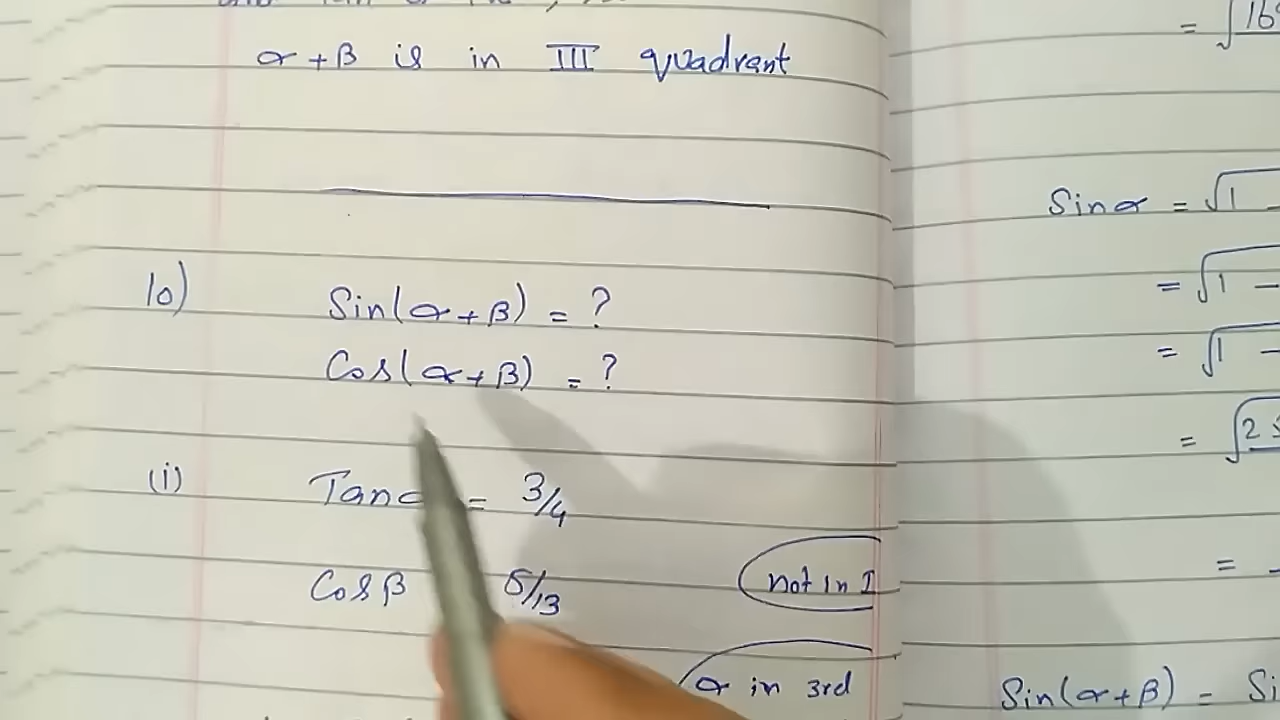 α + β is in III quadrant
10) Sin(α + β) = ?
Cos(α + β) = ?
(i) Tan = 3/4
Cos β 5/13 not in I
α in 3rd
= √16
Sin α = √1 -
= √1 -
= √1 -
= √2
=
Sin(α + β) = Si